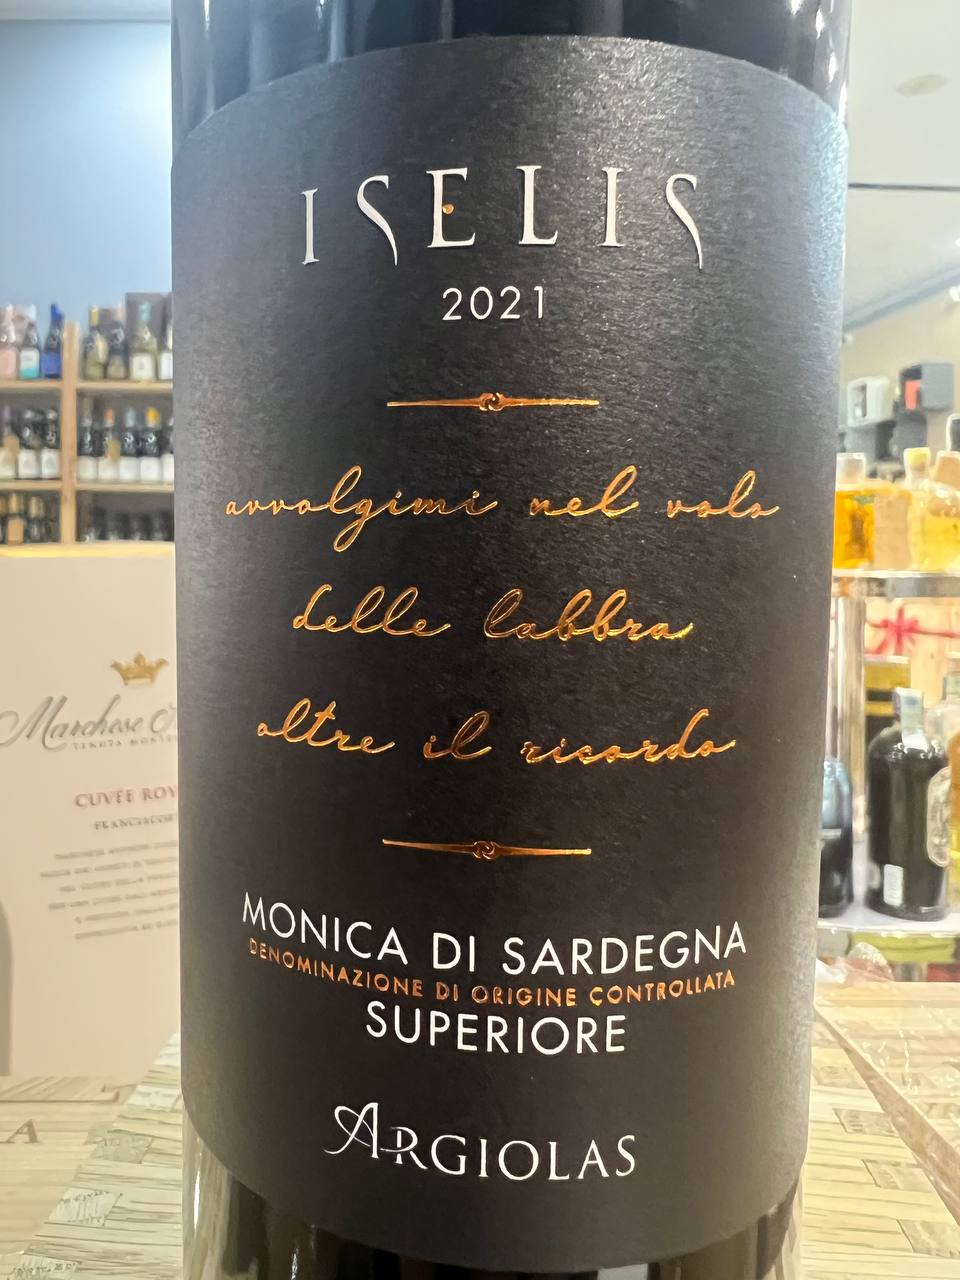 ISELIS
2021
avvolgimi nel volo
delle labbra
oltre il ricordo
MONICA DI SARDEGNA
DENOMINAZIONE DI ORIGINE CONTROLLATA
SUPERIORE
ARGIOLAS
Marchese
TENUTA
CUVÉE